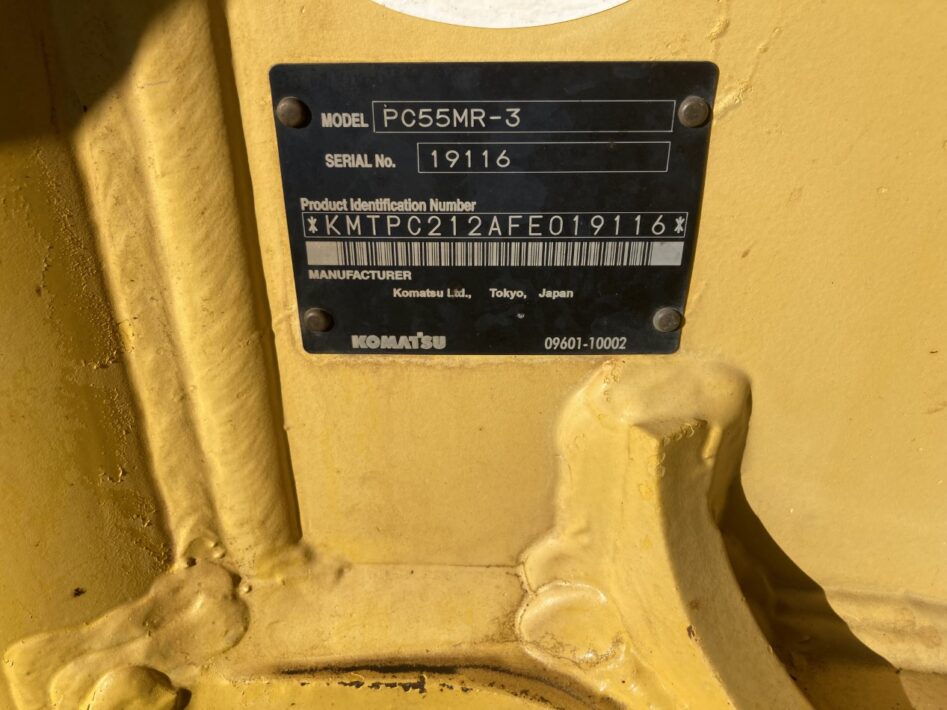 MODEL PC55MR-3
SERIAL No. 19116
Product Identification Number
*KMTPC212AFE019116*
MANUFACTURER
Komatsu Ltd., Tokyo, Japan
KOMATSU 09601-10002